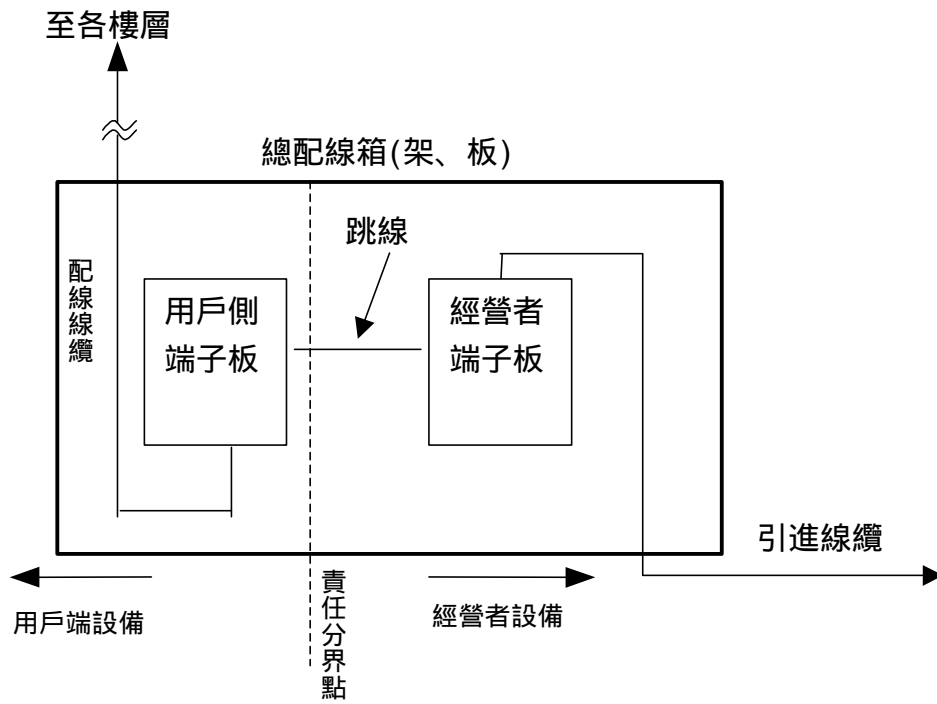 至各樓層
總配線箱(架、板)
跳線
配線線纜
用戶側
端子板
經營者
端子板
引進線纜
用戶端設備
責任分界點
經營者設備